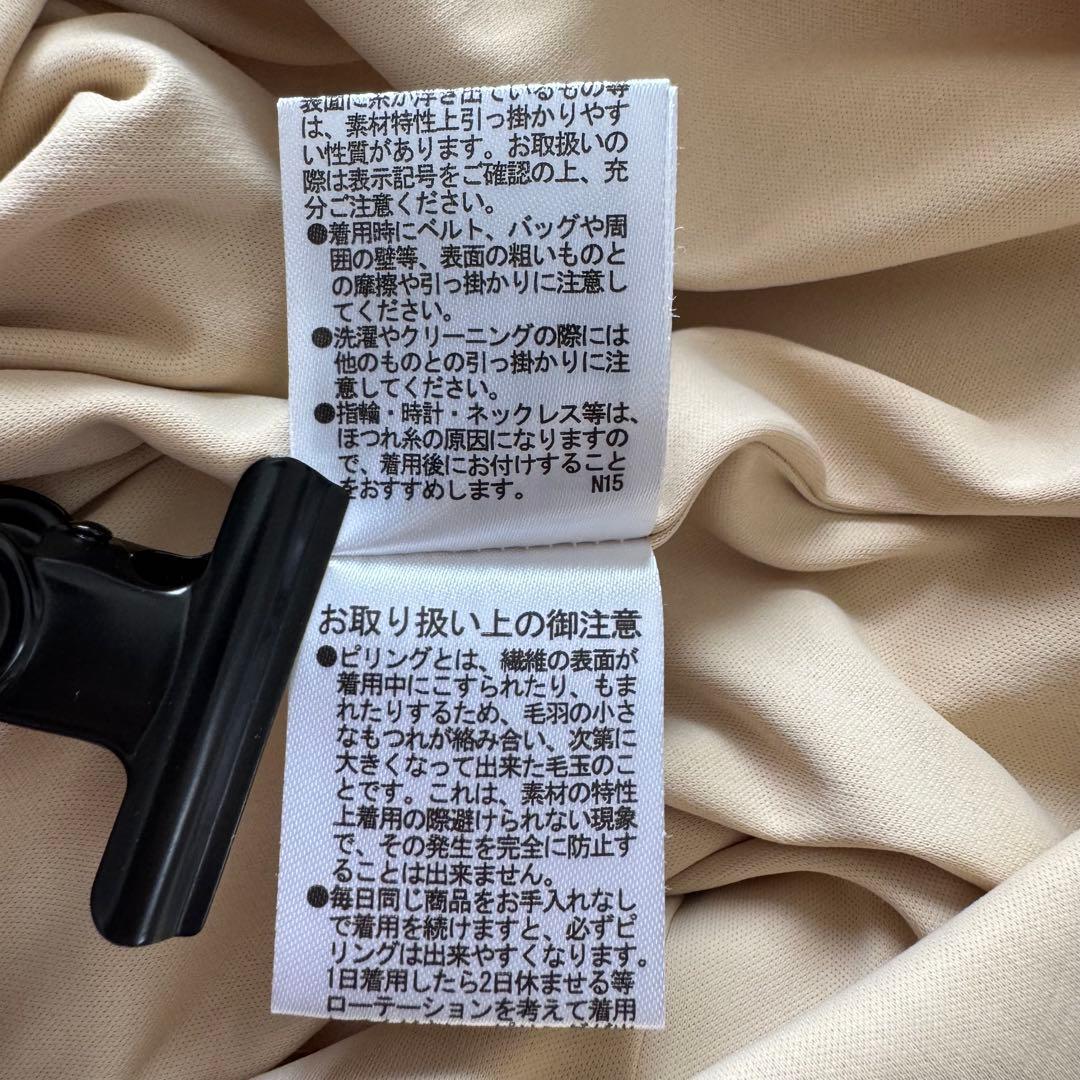 表面に糸が浮き出ているもの等
は、素材特性上引っ掛かりやす
い性質があります。お取扱いの
際は表示記号をご確認の上、充
分ご注意ください。
●着用時にベルト、バッグや周
囲の壁等、表面の粗いものと
の摩擦や引っ掛かりに注意し
てください。
●洗濯やクリーニングの際には
他のものとの引っ掛かりに注
意してください。
●指輪・時計・ネックレス等は、
ほつれ糸の原因になりますの
で、着用後にお付けすること
をおすすめします。 N15
お取り扱い上の御注意
●ピリングとは、繊維の表面が
着用中にこすられたり、もま
れたりするため、毛羽の小さ
なもつれが絡み合い、次第に
大きくなって出来た毛玉のこ
とです。これは、素材の特性
上着用の際避けられない現象
で、その発生を完全に防止す
ることは出来ません。
●毎日同じ商品をお手入れなし
で着用を続けますと、必ずピ
リングは出来やすくなります。
1日着用したら2日休ませる等
ローテーションを考えて着用